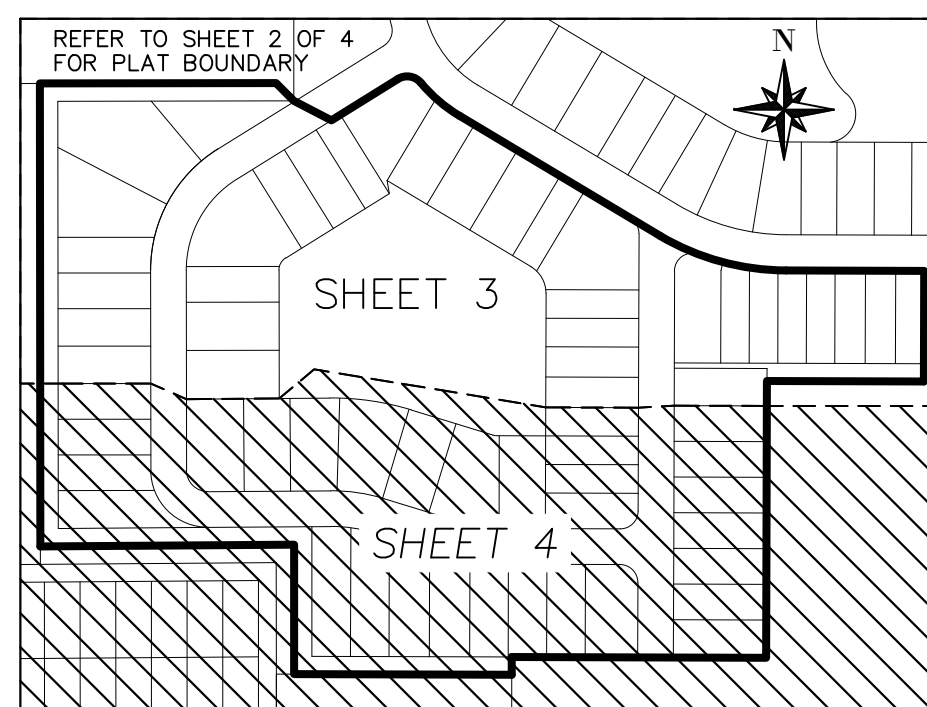 REFER TO SHEET 2 OF 4
FOR PLAT BOUNDARY
N
SHEET 3
SHEET 4